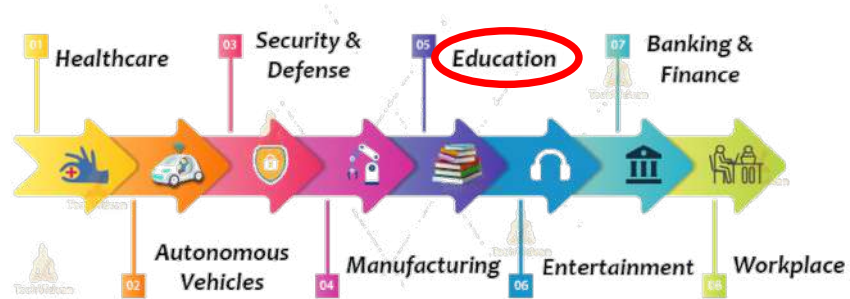 01
Healthcare
03
Security &
Defense
05
Education
07
Banking &
Finance
02
Autonomous
Vehicles
04
Manufacturing
06
Entertainment
08
Workplace